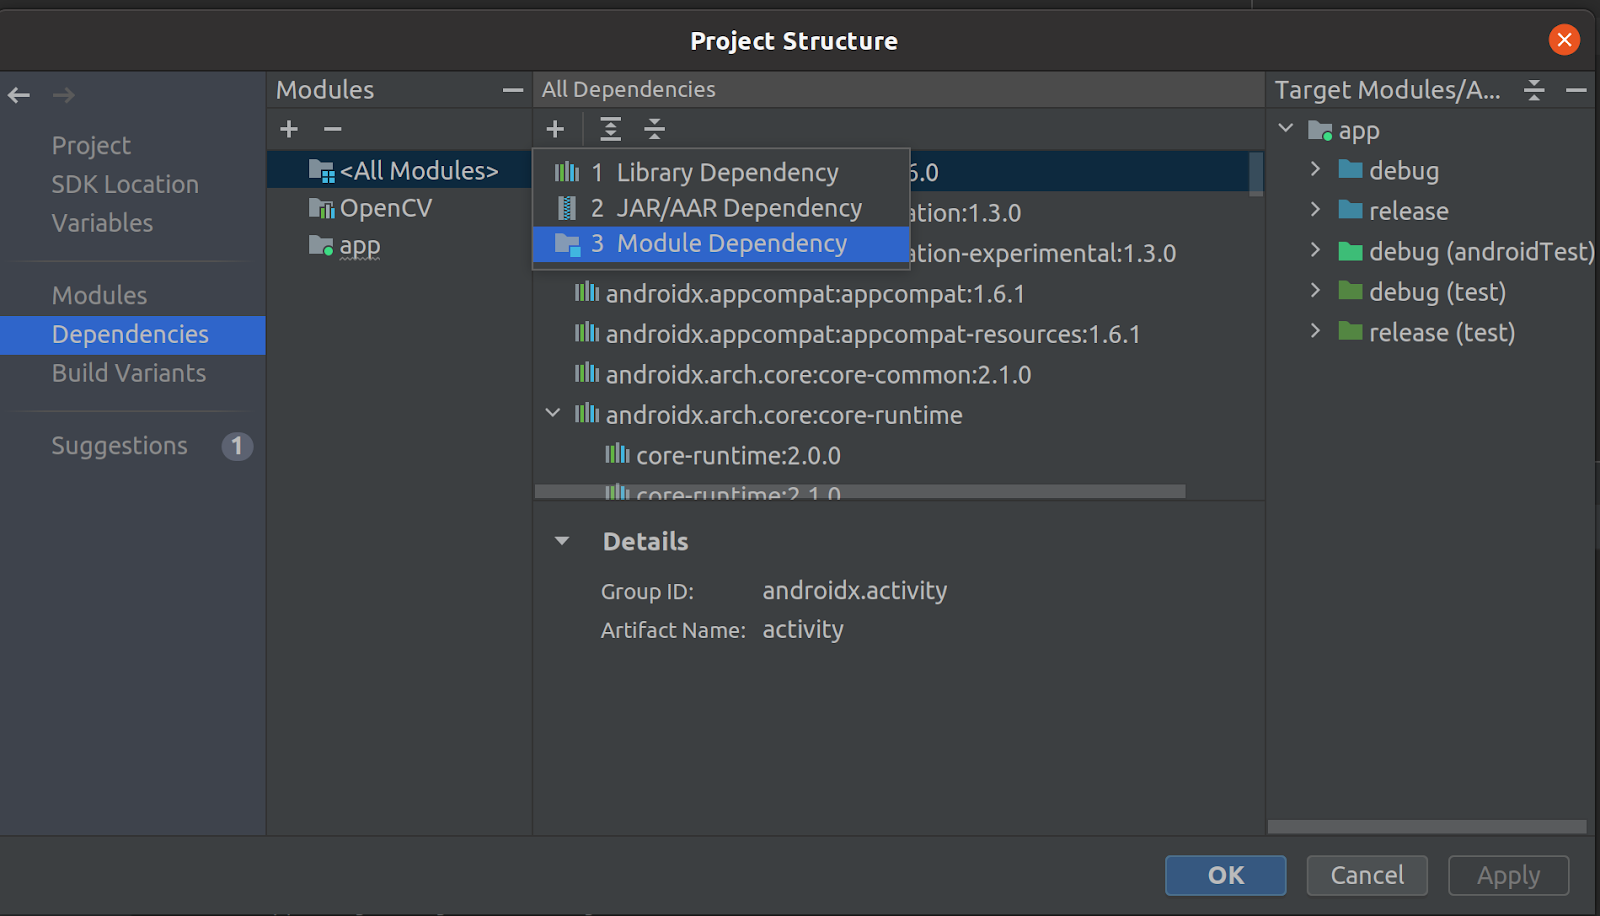 Project Structure
Project
SDK Location
Variables
Modules
Dependencies
Build Variants
Suggestions 1
Modules
<All Modules>
OpenCV
app
All Dependencies
1 Library Dependency
2 JAR/AAR Dependency
3 Module Dependency
6.0
ation:1.3.0
ation-experimental:1.3.0
androidx.appcompat:appcompat:1.6.1
androidx.appcompat:appcompat-resources:1.6.1
androidx.arch.core:core-common:2.1.0
androidx.arch.core:core-runtime
core-runtime:2.0.0
core-runtime:2.1.0
Details
Group ID: androidx.activity
Artifact Name: activity
Target Modules/A...
app
debug
release
debug (androidTest)
debug (test)
release (test)
OK
Cancel
Apply